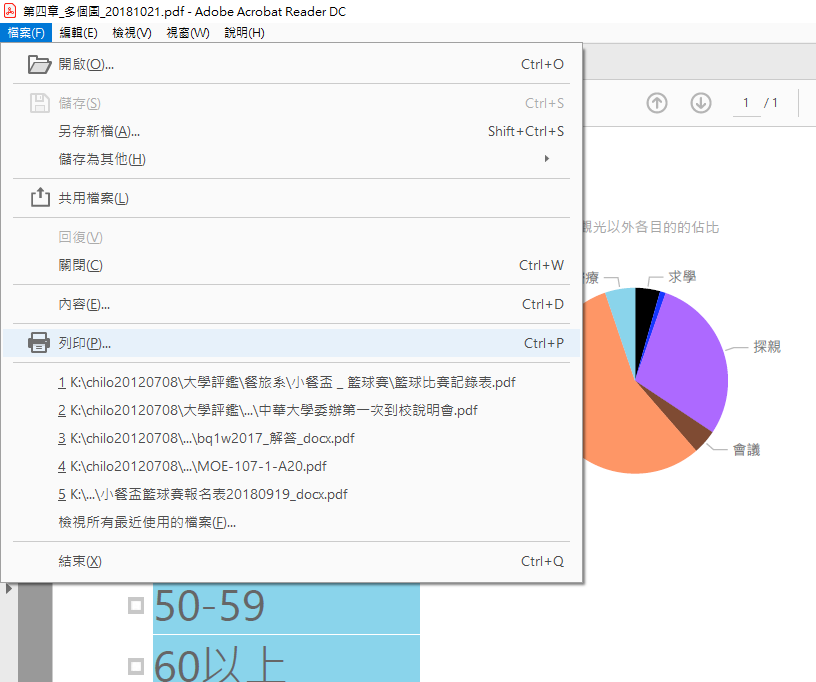 第四章_多個圖_20181021.pdf - Adobe Acrobat Reader DC
檔案(F) 編輯(E) 檢視(V) 視窗(W) 說明(H)
開啟(O)... Ctrl+O
儲存(S) Ctrl+S
另存新檔(A)... Shift+Ctrl+S
儲存為其他(H)
共用檔案(L)
回復(V)
關閉(C) Ctrl+W
內容(E)... Ctrl+D
列印(P)... Ctrl+P
1 K:\chilo20120708\大學評鑑\餐旅系\小餐盃 _ 籃球賽\籃球比賽記錄表.pdf
2 K:\chilo20120708\大學評鑑\...\中華大學委辦第一次到校說明會.pdf
3 K:\chilo20120708\...\bq1w2017_解答_docx.pdf
4 K:\chilo20120708\...\MOE-107-1-A20.pdf
5 K:\...\小餐盃籃球賽報名表20180919_docx.pdf
檢視所有最近使用的檔案(F)...
結束(X) Ctrl+Q
1 / 1
觀光以外各目的的佔比
療
求學
探親
會議
50-59
60以上